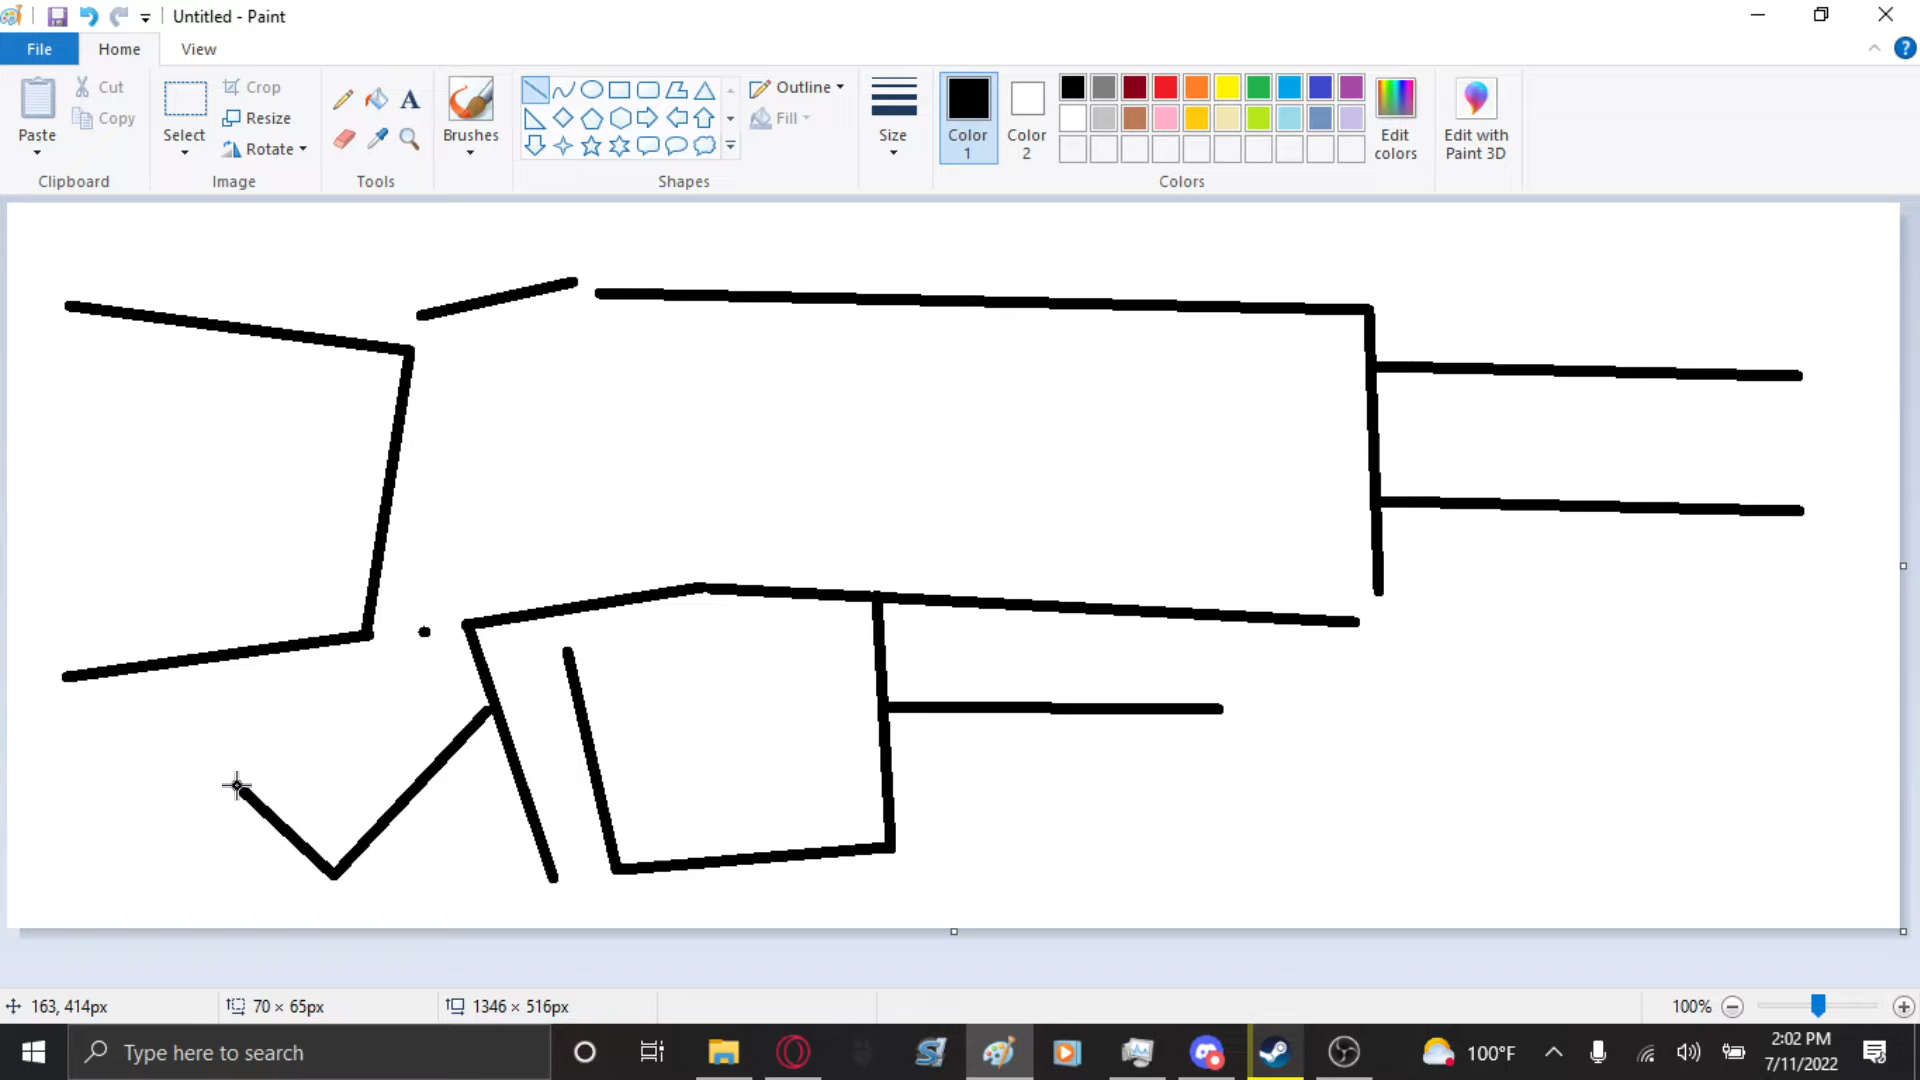 Untitled - Paint
File Home View
Paste Cut Copy Select Crop Resize Rotate Brushes Outline Fill Size Color 1 Color 2 Edit colors Edit with Paint 3D
Clipboard Image Tools Shapes Colors
163, 414px 70 × 65px 1346 × 516px 100%
Type here to search 100°F 2:02 PM
7/11/2022